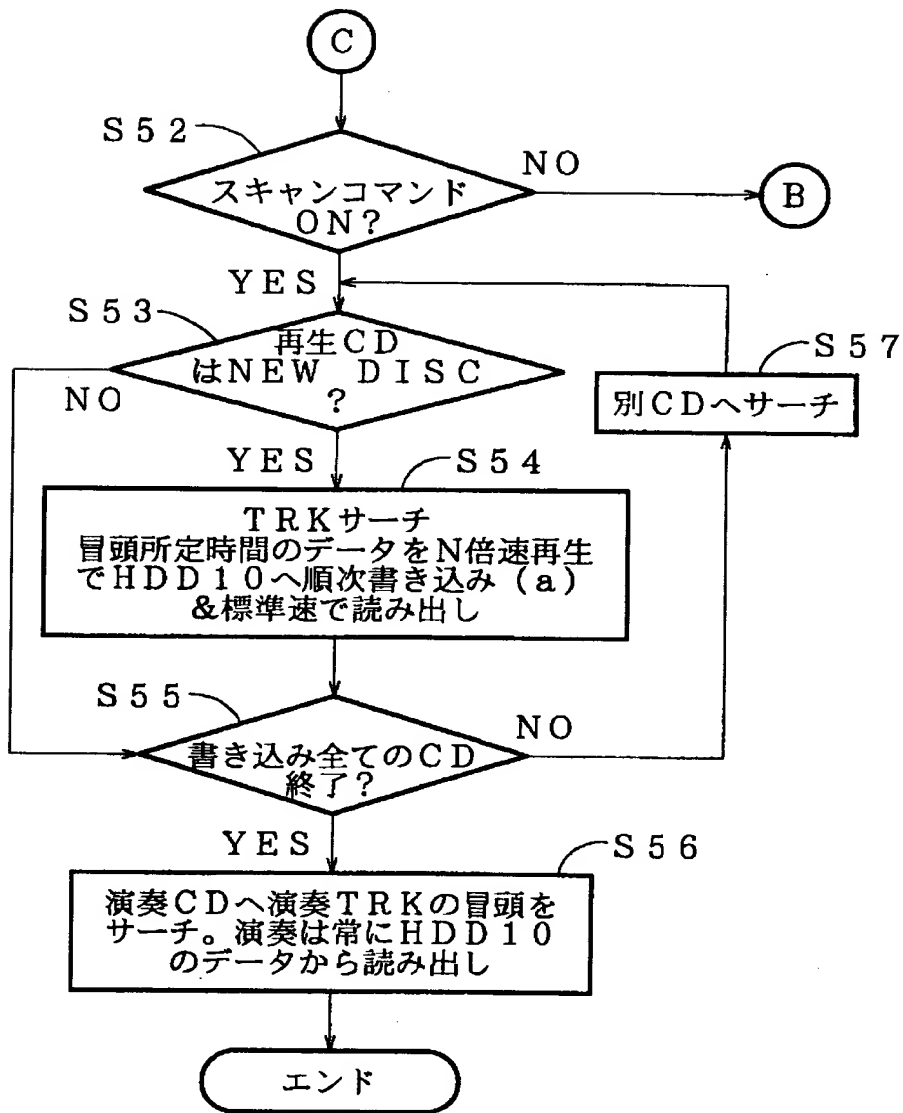 C
S52
スキャンコマンド
ON?
NO
B
YES
S53
再生CD
はNEW DISC
?
NO
S57
別CDへサーチ
YES
S54
TRKサーチ
冒頭所定時間のデータをN倍速再生
でHDD10へ順次書き込み(a)
&標準速で読み出し
S55
書き込み全てのCD
終了?
NO
YES
S56
演奏CDへ演奏TRKの冒頭を
サーチ。演奏は常にHDD10
のデータから読み出し
エンド